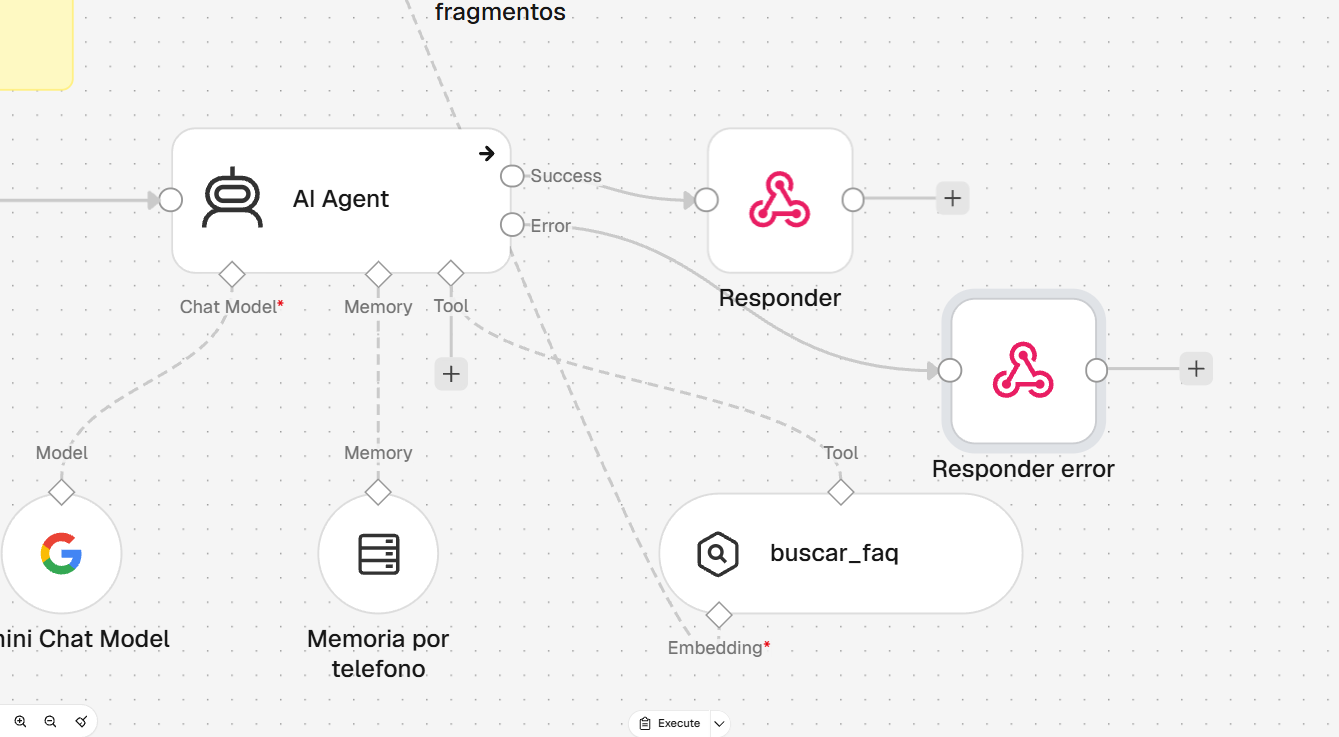 fragmentos
AI Agent
Success
Error
Chat Model*
Memory
Tool
Responder
Responder error
Model
Memory
Tool
buscar_faq
Embedding*
ini Chat Model
Memoria por
telefono
Execute